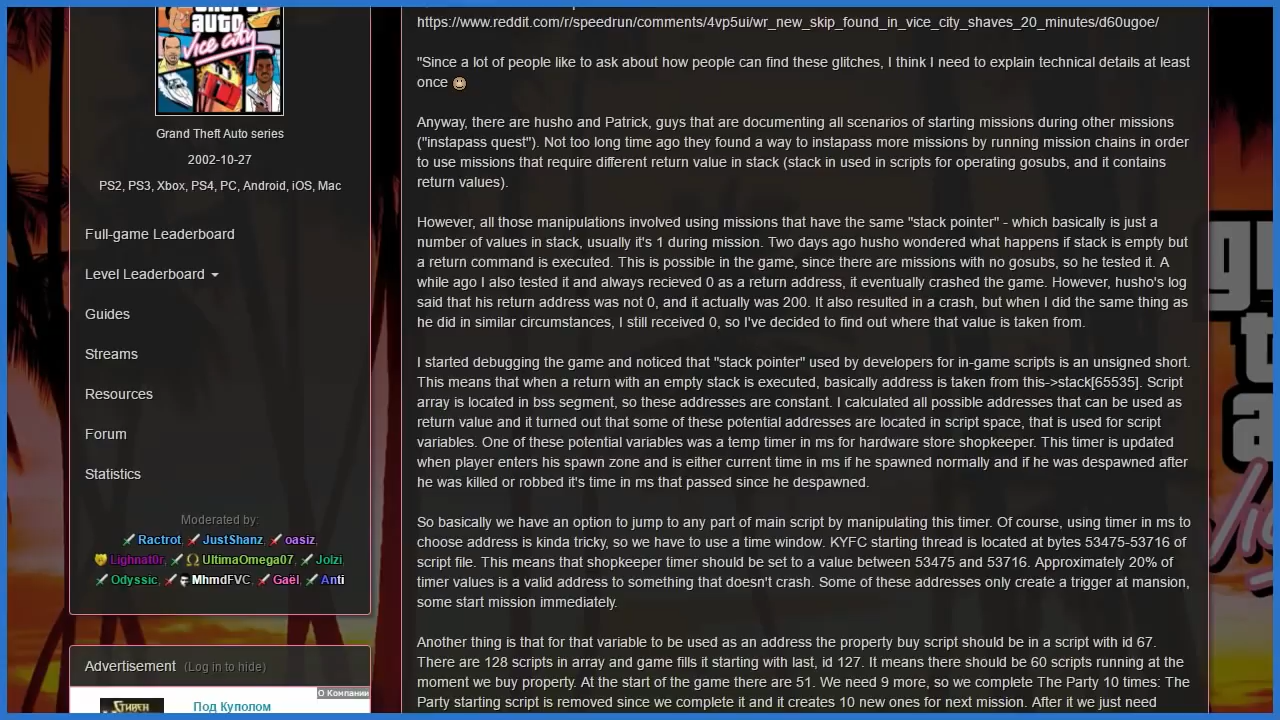 auto
vice city
Grand Theft Auto series
2002-10-27
PS2, PS3, Xbox, PS4, PC, Android, iOS, Mac
Full-game Leaderboard
Level Leaderboard
Guides
Streams
Resources
Forum
Statistics
Moderated by:
Ractrot, JustShanz, oasiz,
Lighnat0r, UltimaOmega07, Jolzi,
Odyssic, MhmdFVC, Gael, Anti
Advertisement (Log in to hide)
О Компании
Под Куполом
https://www.reddit.com/r/speedrun/comments/4vp5ui/wr_new_skip_found_in_vice_city_shaves_20_minutes/d60ugoe/
"Since a lot of people like to ask about how people can find these glitches, I think I need to explain technical details at least
once
Anyway, there are husho and Patrick, guys that are documenting all scenarios of starting missions during other missions
("instapass quest"). Not too long time ago they found a way to instapass more missions by running mission chains in order
to use missions that require different return value in stack (stack in used in scripts for operating gosubs, and it contains
return values).
However, all those manipulations involved using missions that have the same "stack pointer" - which basically is just a
number of values in stack, usually it's 1 during mission. Two days ago husho wondered what happens if stack is empty but
a return command is executed. This is possible in the game, since there are missions with no gosubs, so he tested it. A
while ago I also tested it and always recieved 0 as a return address, it eventually crashed the game. However, husho's log
said that his return address was not 0, and it actually was 200. It also resulted in a crash, but when I did the same thing as
he did in similar circumstances, I still received 0, so I've decided to find out where that value is taken from.
I started debugging the game and noticed that "stack pointer" used by developers for in-game scripts is an unsigned short.
This means that when a return with an empty stack is executed, basically address is taken from this->stack[65535]. Script
array is located in bss segment, so these addresses are constant. I calculated all possible addresses that can be used as
return value and it turned out that some of these potential addresses are located in script space, that is used for script
variables. One of these potential variables was a temp timer in ms for hardware store shopkeeper. This timer is updated
when player enters his spawn zone and is either current time in ms if he spawned normally and if he was despawned after
he was killed or robbed it's time in ms that passed since he despawned.
So basically we have an option to jump to any part of main script by manipulating this timer. Of course, using timer in ms to
choose address is kinda tricky, so we have to use a time window. KYFC starting thread is located at bytes 53475-53716 of
script file. This means that shopkeeper timer should be set to a value between 53475 and 53716. Approximately 20% of
timer values is a valid address to something that doesn't crash. Some of these addresses only create a trigger at mansion,
some start mission immediately.
Another thing is that for that variable to be used as an address the property buy script should be in a script with id 67.
There are 128 scripts in array and game fills it starting with last, id 127. It means there should be 60 scripts running at the
moment we buy property. At the start of the game there are 51. We need 9 more, so we complete The Party 10 times: The
Party starting script is removed since we complete it and it creates 10 new ones for next mission. After it we just need